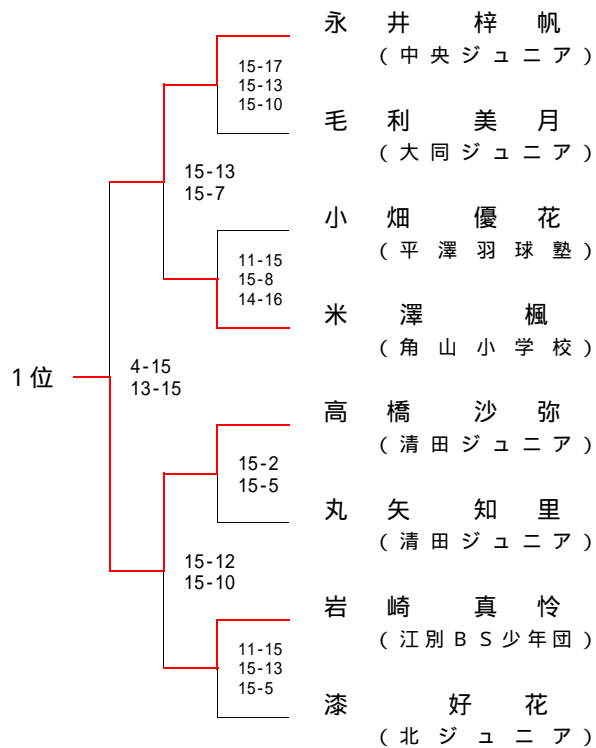 永井 梓帆
(中央ジュニア)
15-17
15-13
15-10
毛利 美月
(大同ジュニア)
15-13
15-7
小畑 優花
(平澤羽球塾)
11-15
15-8
14-16
米澤 楓
(角山小学校)
1位
4-15
13-15
高橋 沙弥
(清田ジュニア)
15-2
15-5
丸矢 知里
(清田ジュニア)
15-12
15-10
岩崎 真怜
(江別BS少年団)
11-15
15-13
15-5
漆 好花
(北ジュニア)